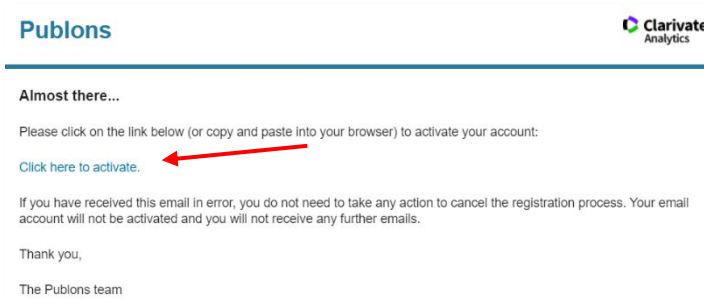 Publons
Clarivate
Analytics
Almost there...
Please click on the link below (or copy and paste into your browser) to activate your account:
Click here to activate.
If you have received this email in error, you do not need to take any action to cancel the registration process. Your email
account will not be activated and you will not receive any further emails.
Thank you,
The Publons team